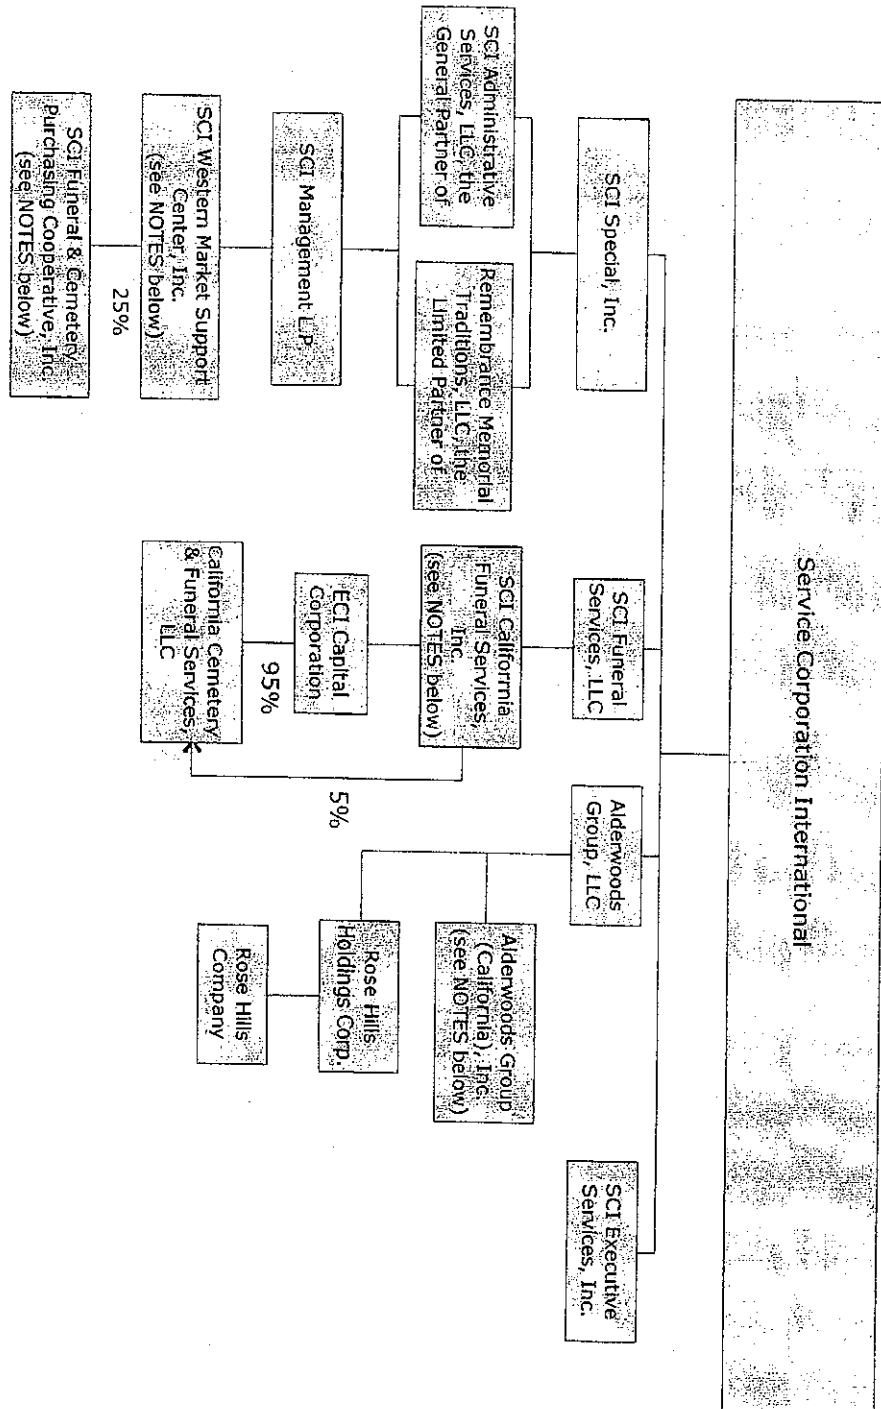 Service Corporation International
SCI Special, Inc.
SCI Funeral
Services, LLC
Alderwoods
Group, LLC
SCI Executive
Services, Inc.
SCI Administrative
Services, LLC, the
General Partner of
Remembrance Memorial
Traditions, LLC, the
Limited Partner of
SCI California
Funeral Services,
Inc.
(see NOTES below)
Alderwoods Group
(California), Inc.
(see NOTES below)
SCI Management L.P.
ECI Capital
Corporation
Rose Hills
Holdings Corp.
5%
95%
SCI Western Market Support
Center, Inc.
(see NOTES below)
California Cemetery
& Funeral Services,
LLC
Rose Hills
Company
25%
SCI Funeral & Cemetery
Purchasing Cooperative, Inc.
(see NOTES below)